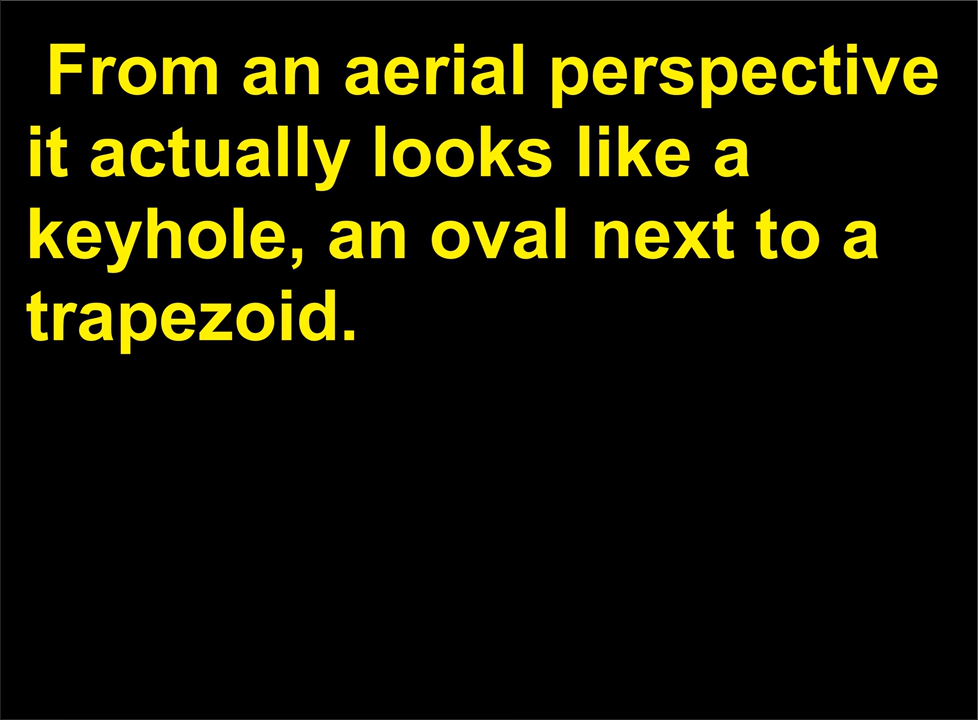 From an aerial perspective
it actually looks like a
keyhole, an oval next to a
trapezoid.